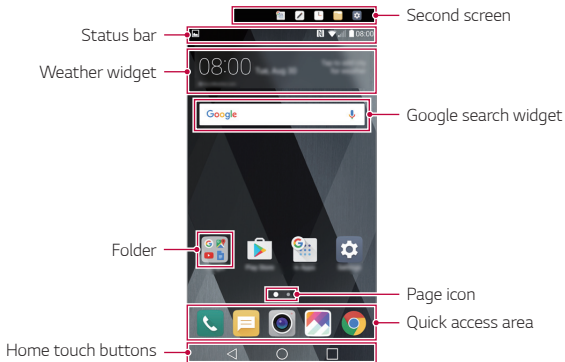 Second screen
Status bar
08:00
Weather widget
08:00
Google
Google search widget
Folder
Page icon
Quick access area
Home touch buttons